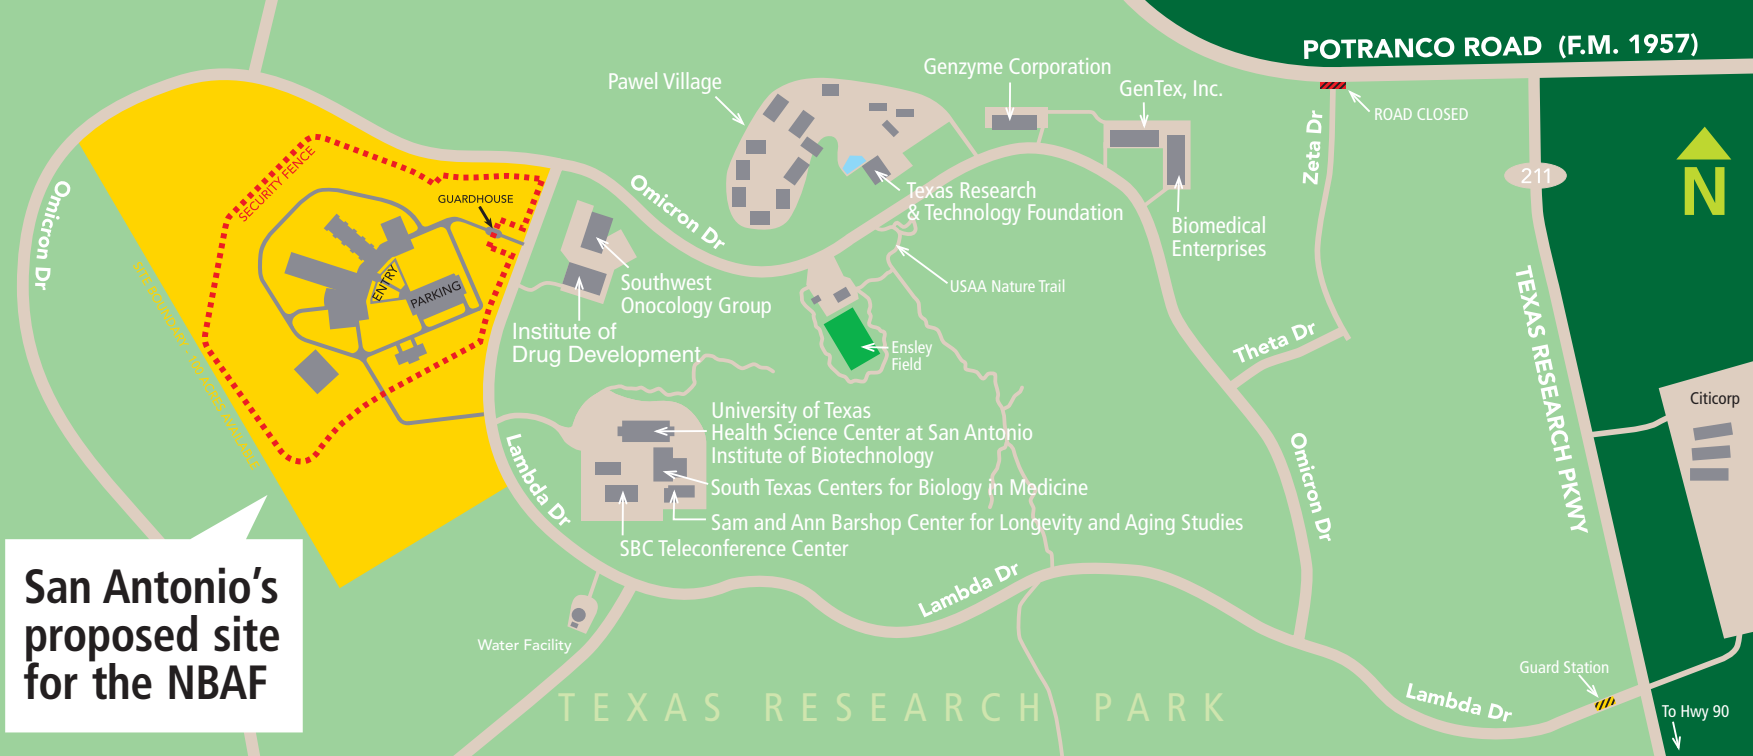 POTRANCO ROAD (F.M. 1957)
Genzyme Corporation
Pawel Village
GenTex, Inc.
ROAD CLOSED
Zeta Dr
SECURITY FENCE
211
N
Omicron Dr
GUARDHOUSE
Omicron Dr
Texas Research
& Technology Foundation
Biomedical
Enterprises
ENTRY
PARKING
Southwest
Onocology Group
USAA Nature Trail
SITE BOUNDARY - 100 ACRES AVAILABLE
Institute of
Drug Development
Ensley
Field
Theta Dr
TEXAS RESEARCH PKWY
Citicorp
University of Texas
Health Science Center at San Antonio
Institute of Biotechnology
Lambda Dr
South Texas Centers for Biology in Medicine
Omicron Dr
Sam and Ann Barshop Center for Longevity and Aging Studies
SBC Teleconference Center
San Antonio's
proposed site
for the NBAF
Lambda Dr
Water Facility
Guard Station
TEXAS RESEARCH PARK
Lambda Dr
To Hwy 90